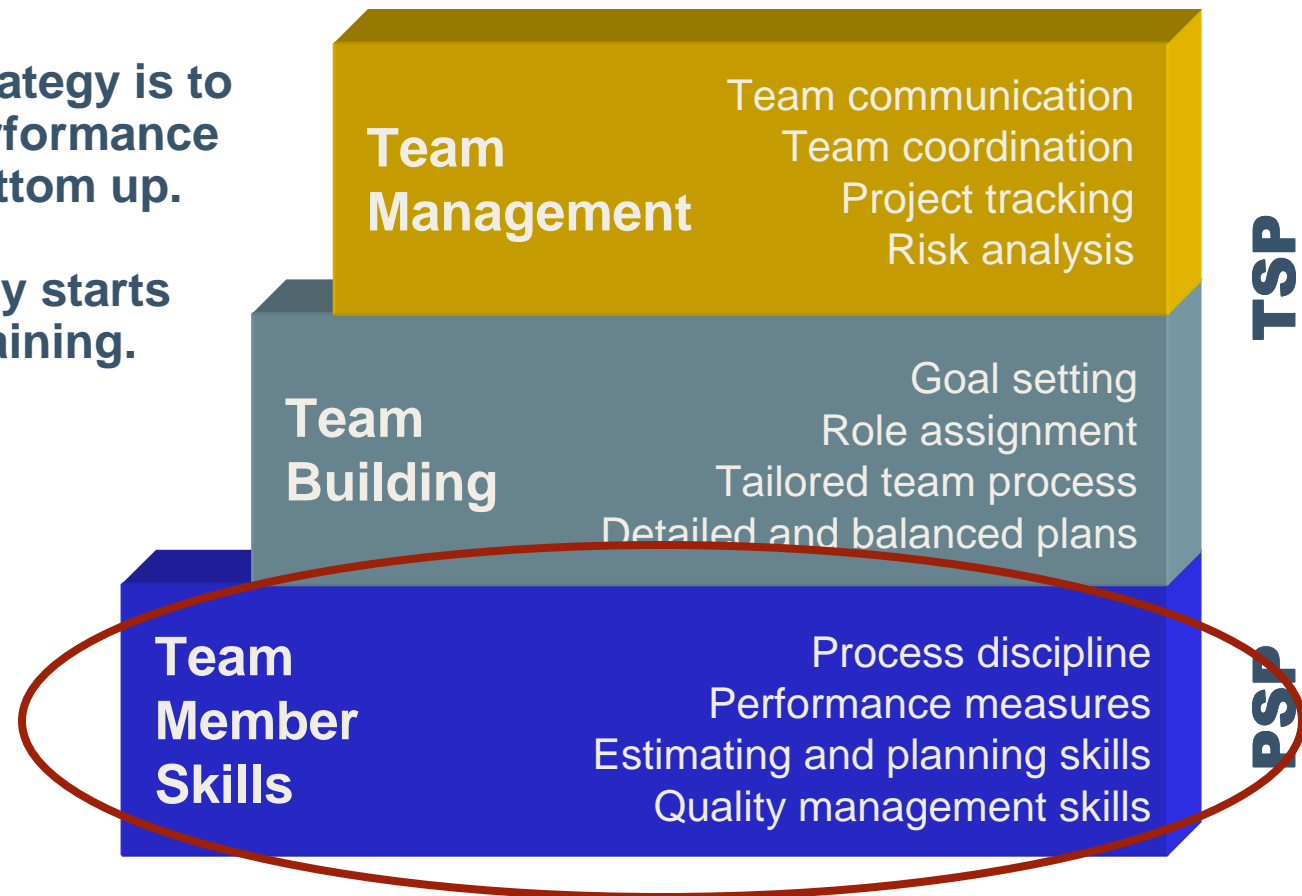 rategy is to
rformance
ttom up.
y starts
aining.
Team
Management
Team communication
Team coordination
Project tracking
Risk analysis
TSP
Team
Building
Goal setting
Role assignment
Tailored team process
Detailed and balanced plans
Team
Member
Skills
Process discipline
Performance measures
Estimating and planning skills
Quality management skills
PSP